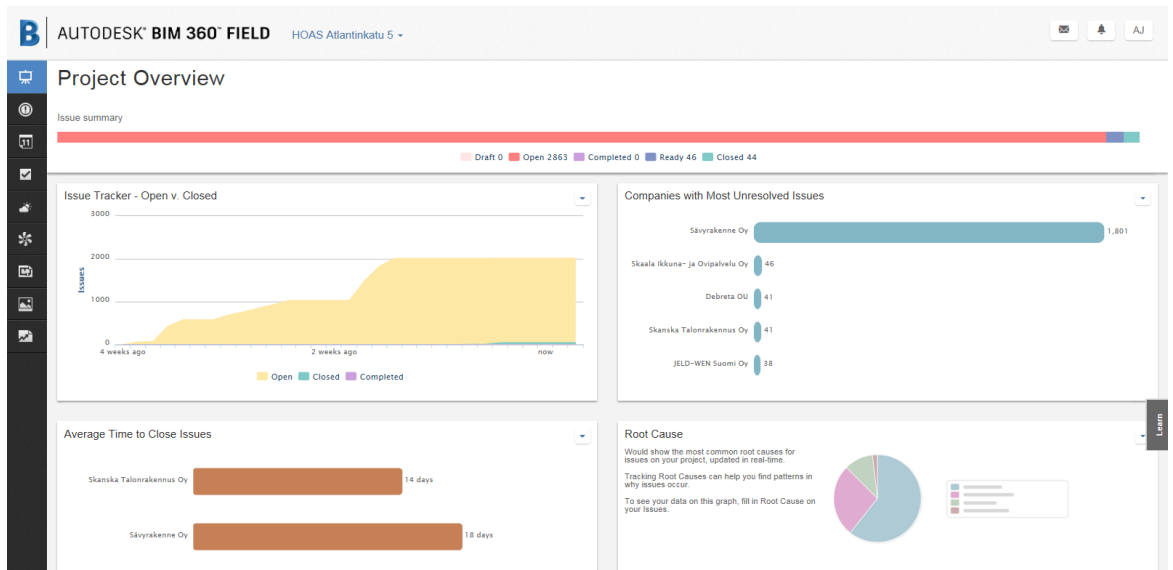 B AUTODESK® BIM 360™ FIELD HOAS Atlantinkatu 5
AJ
Project Overview
Issue summary
Draft 0 Open 2863 Completed 0 Ready 46 Closed 44
Issue Tracker - Open v. Closed
3000
2000
1000
0
Issues
4 weeks ago 2 weeks ago now
Open Closed Completed
Companies with Most Unresolved Issues
Sävyrakenne Oy 1,801
Skaala Ikkuna- ja Ovipalvelu Oy 46
Debreta OU 41
Skanska Talonrakennus Oy 41
JELD-WEN Suomi Oy 38
Average Time to Close Issues
Skanska Talonrakennus Oy 14 days
Sävyrakenne Oy 18 days
Root Cause
Would show the most common root causes for
issues on your project, updated in real-time.
Tracking Root Causes can help you find patterns in
why issues occur.
To see your data on this graph, fill in Root Cause on
your Issues.
Learn
11